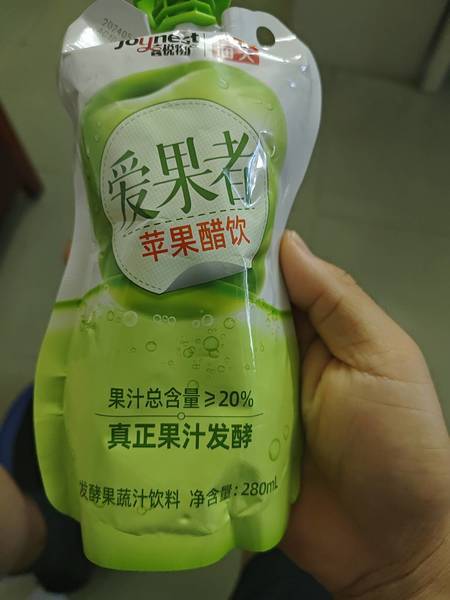 Joynest
爱果者
苹果醋饮
果汁总含量≥20%
真正果汁发酵
发酵果蔬汁饮料 净含量:280mL